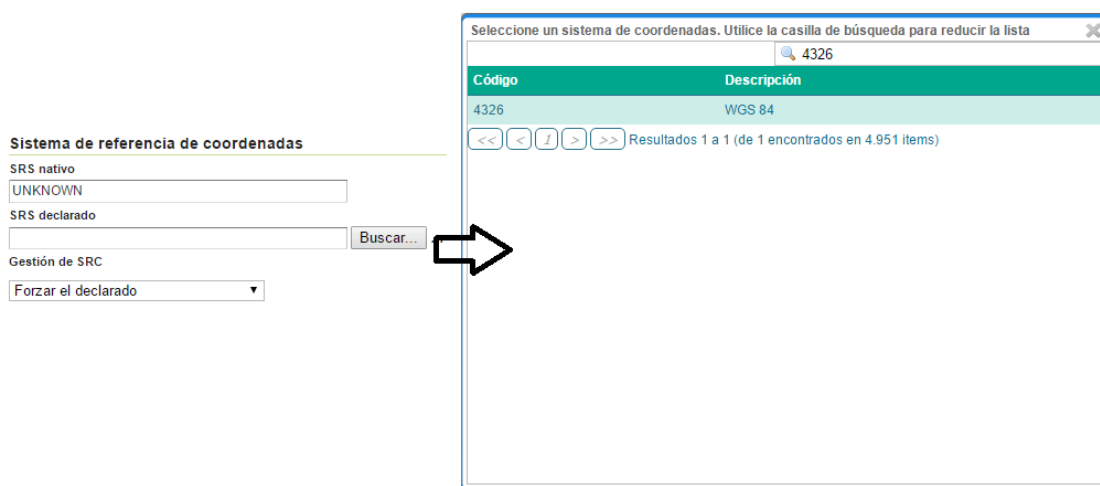 Sistema de referencia de coordenadas
SRS nativo
UNKNOWN
SRS declarado
Buscar...
Gestión de SRC
Forzar el declarado
Seleccione un sistema de coordenadas. Utilice la casilla de búsqueda para reducir la lista
4326
Código Descripción
4326 WGS 84
<< < 1 > >> Resultados 1 a 1 (de 1 encontrados en 4.951 items)